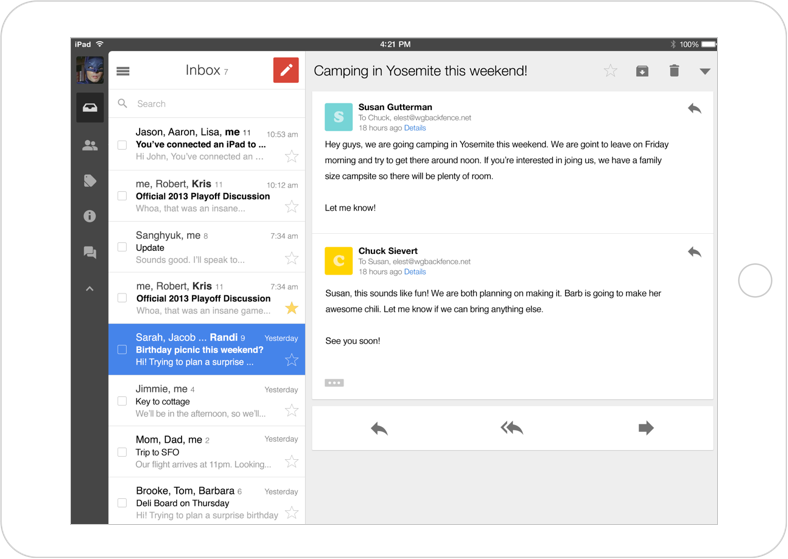 iPad 4:21 PM 100%
Inbox 7
Search
Jason, Aaron, Lisa, me 11 10:53 am
You've connected an iPad to ...
Hi John, You've connected an ...
me, Robert, Kris 11 10:12 am
Official 2013 Playoff Discussion
Whoa, that was an insane...
Sanghyuk, me 8 7:34 am
Update
Sounds good. I'll speak to...
me, Robert, Kris 11 7:34 am
Official 2013 Playoff Discussion
Whoa, that was an insane game...
Sarah, Jacob ... Randi 9 Yesterday
Birthday picnic this weekend?
Hi! Trying to plan a surprise ...
Jimmie, me 4 Yesterday
Key to cottage
We'll be in the afternoon, so we'll...
Mom, Dad, me 2 Yesterday
Trip to SFO
Our flight arrives at 11pm. Looking...
Brooke, Tom, Barbara 6 Yesterday
Deli Board on Thursday
Hi! Trying to plan a surprise birthday
Camping in Yosemite this weekend!
S
Susan Gutterman
To Chuck, elest@wgbackfence.net
18 hours ago Details
Hey guys, we are going camping in Yosemite this weekend. We are goint to leave on Friday
morning and try to get there around noon. If you're interested in joing us, we have a family
size campsite so there will be plenty of room.
Let me know!
C
Chuck Sievert
To Susan, elest@wgbackfence.net
18 hours ago Details
Susan, this sounds like fun! We are both planning on making it. Barb is going to make her
awesome chili. Let me know if we can bring anything else.
See you soon!